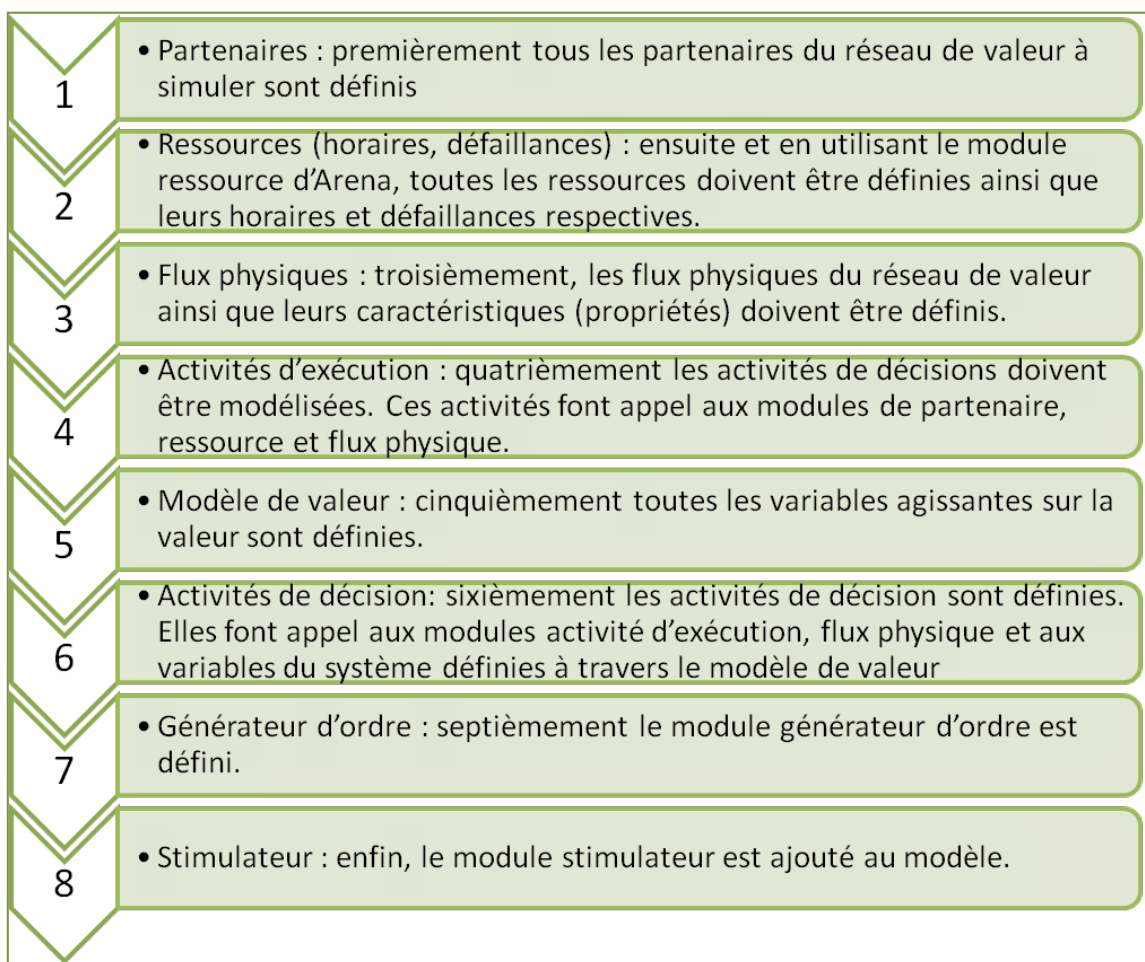 1
• Partenaires : premièrement tous les partenaires du réseau de valeur à
simuler sont définis
2
• Ressources (horaires, défaillances) : ensuite et en utilisant le module
ressource d’Arena, toutes les ressources doivent être définies ainsi que
leurs horaires et défaillances respectives.
3
• Flux physiques : troisièmement, les flux physiques du réseau de valeur
ainsi que leurs caractéristiques (propriétés) doivent être définis.
4
• Activités d’exécution : quatrièmement les activités de décisions doivent
être modélisées. Ces activités font appel aux modules de partenaire,
ressource et flux physique.
5
• Modèle de valeur : cinquièmement toutes les variables agissantes sur la
valeur sont définies.
6
• Activités de décision: sixièmement les activités de décision sont définies.
Elles font appel aux modules activité d’exécution, flux physique et aux
variables du système définies à travers le modèle de valeur
7
• Générateur d’ordre : septièmement le module générateur d’ordre est
défini.
8
• Stimulateur : enfin, le module stimulateur est ajouté au modèle.